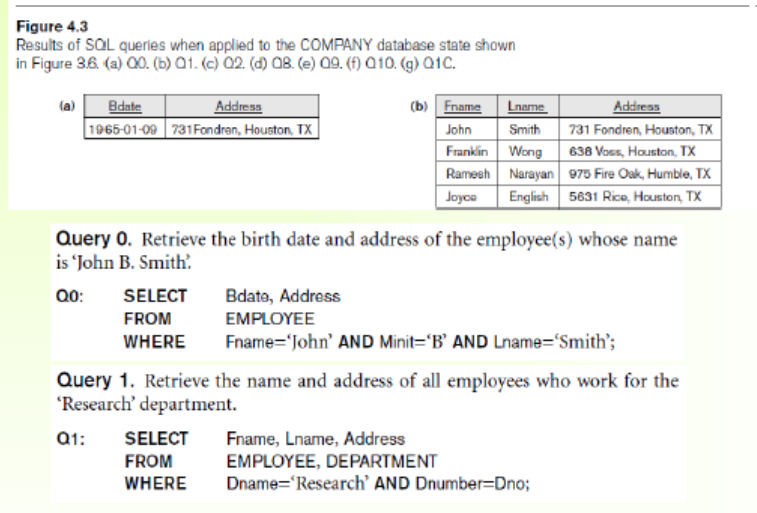 Figure 4.3
Results of SQL queries when applied to the COMPANY database state shown
in Figure 3.6. (a) Q0. (b) Q1. (c) Q2. (d) Q8. (e) Q9. (f) Q10. (g) Q1C.
(a) Bdate Address
1965-01-09 731Fondren, Houston, TX
(b) Fname Lname Address
John Smith 731 Fondren, Houston, TX
Franklin Wong 638 Voss, Houston, TX
Ramesh Narayan 975 Fire Oak, Humble, TX
Joyce English 5631 Rice, Houston, TX
Query 0. Retrieve the birth date and address of the employee(s) whose name
is ‘John B. Smith’.
Q0: SELECT Bdate, Address
FROM EMPLOYEE
WHERE Fname=‘John’ AND Minit=‘B’ AND Lname=‘Smith’;
Query 1. Retrieve the name and address of all employees who work for the
‘Research’ department.
Q1: SELECT Fname, Lname, Address
FROM EMPLOYEE, DEPARTMENT
WHERE Dname=‘Research’ AND Dnumber=Dno;